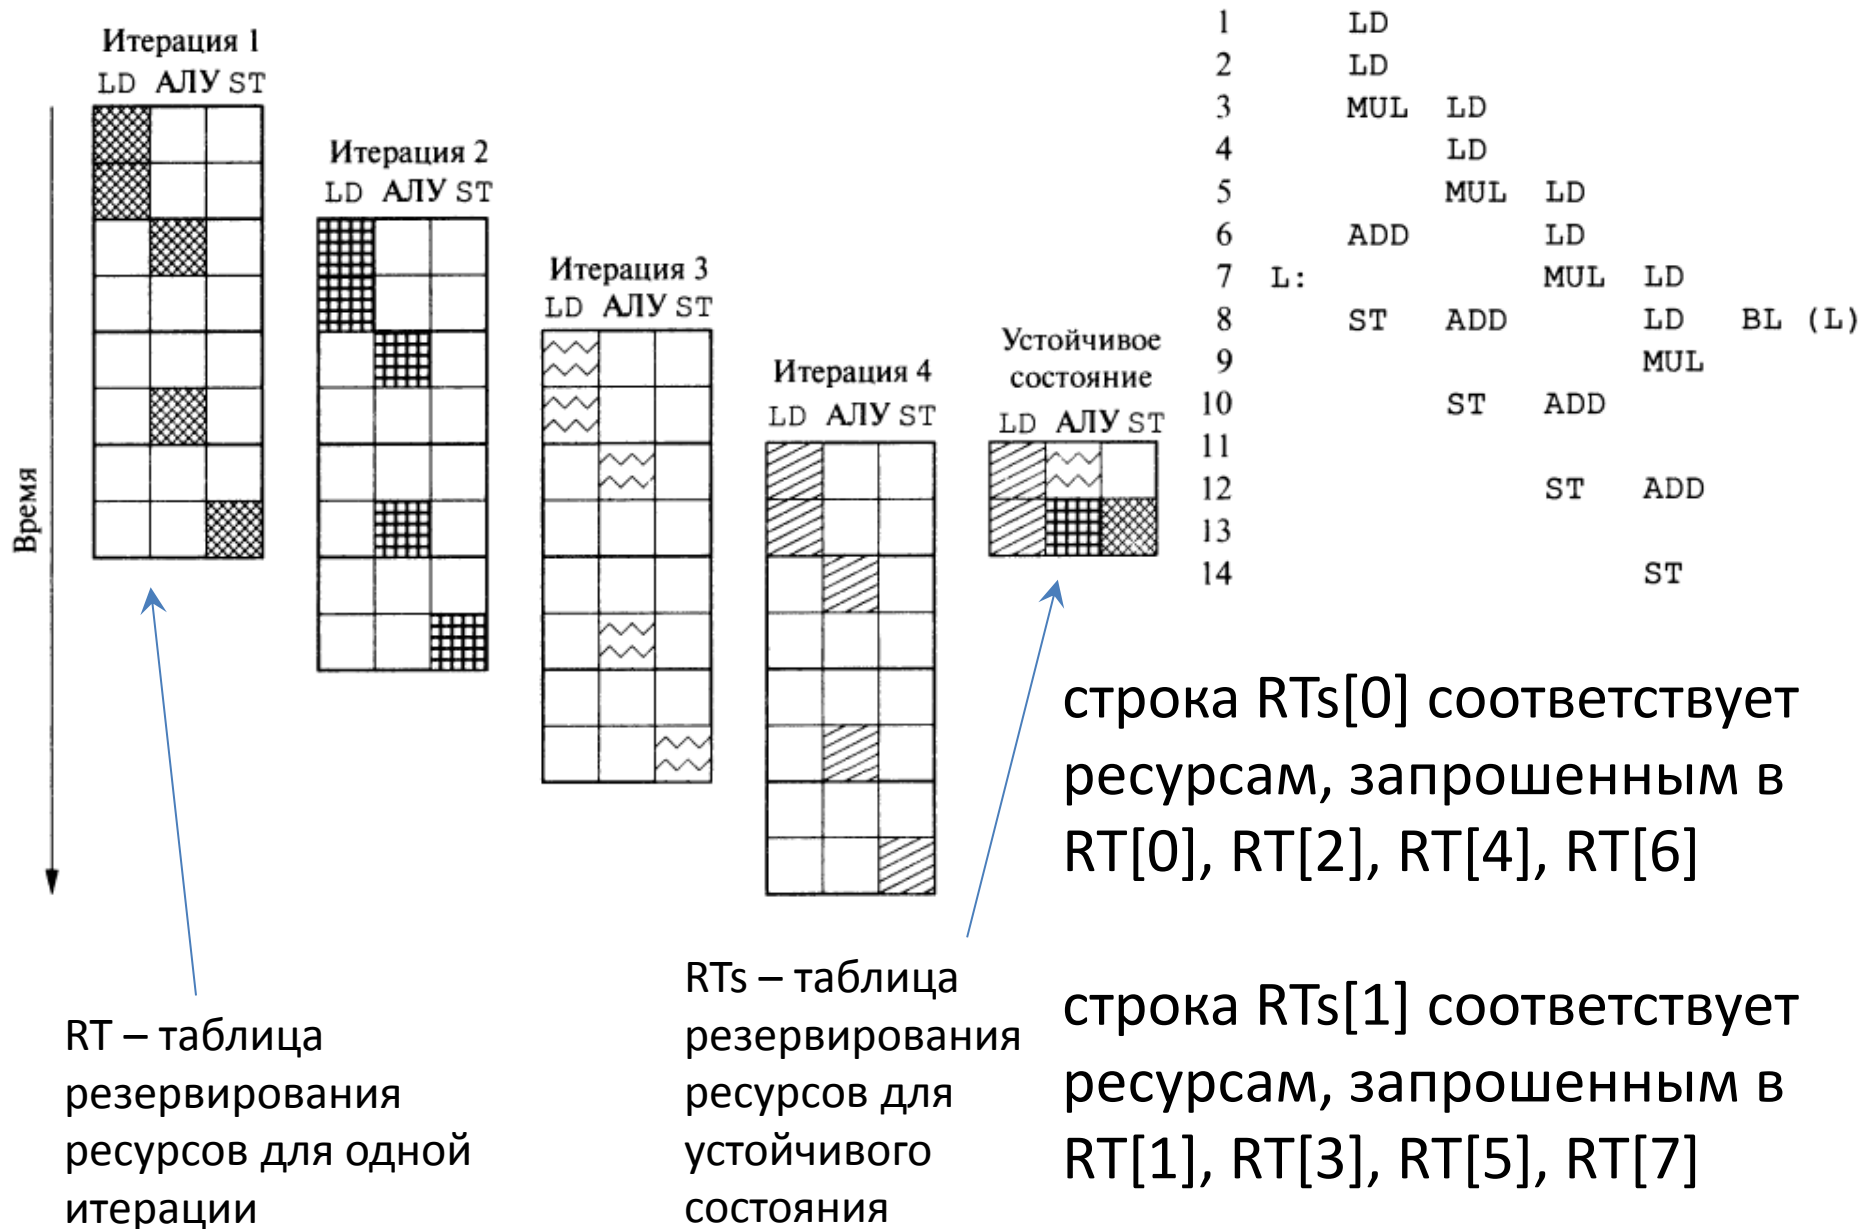 Итерация 1
LD АЛУ ST
Итерация 2
LD АЛУ ST
Итерация 3
LD АЛУ ST
Итерация 4
LD АЛУ ST
Устойчивое
состояние
LD АЛУ ST
Время
1 LD
2 LD
3 MUL LD
4 LD
5 MUL LD
6 ADD LD
7 L: MUL LD
8 ST ADD LD BL (L)
9 MUL
10 ST ADD
11
12 ST ADD
13
14 ST
строка RTs[0] соответствует
ресурсам, запрошенным в
RT[0], RT[2], RT[4], RT[6]
строка RTs[1] соответствует
ресурсам, запрошенным в
RT[1], RT[3], RT[5], RT[7]
RT – таблица
резервирования
ресурсов для одной
итерации
RTs – таблица
резервирования
ресурсов для
устойчивого
состояния